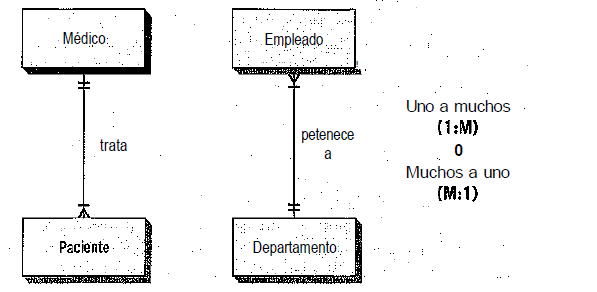 Médico
trata
Paciente
Empleado
petenece
a
Departamento
Uno a muchos
(1:M)
o
Muchos a uno
(M:1)